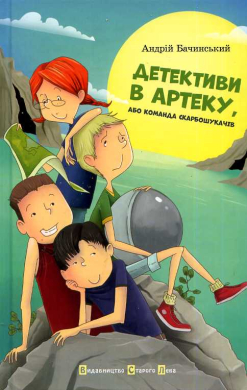 Андрій Бачинський
Детективи
в Артеку,
або команда скарбошукачів
Видавництво Старого Лева